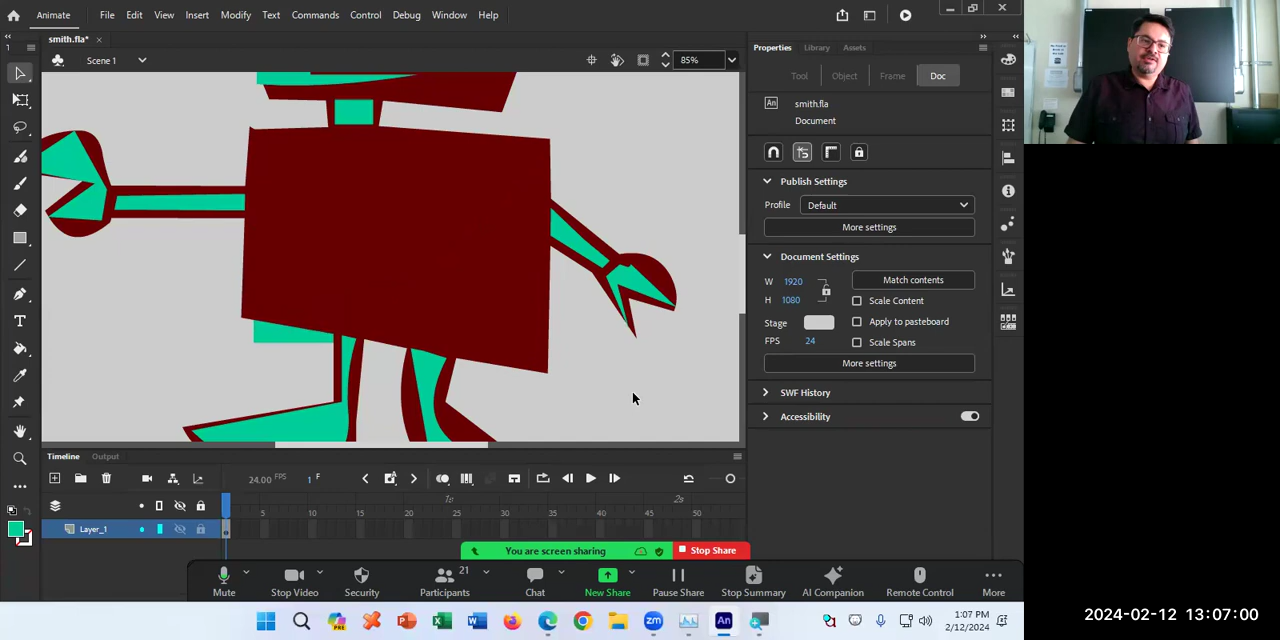 Animate File Edit View Insert Modify Text Commands Control Debug Window Help
smith.fla* ×
1
Scene 1 85%
Properties Library Assets
Tool Object Frame Doc
An smith.fla
Document
Publish Settings
Profile Default
More settings
Document Settings
W 1920 Match contents
H 1080 Scale Content
Stage Apply to pasteboard
FPS 24 Scale Spans
More settings
SWF History
Accessibility
Timeline Output
24.00 FPS 1 F
1s 2s
5 10 15 20 25 30 35 40 45 50
Layer_1
You are screen sharing Stop Share
21
Mute Stop Video Security Participants Chat New Share Pause Share Stop Summary AI Companion Remote Control More
1:07 PM
2/12/2024
2024-02-12 13:07:00